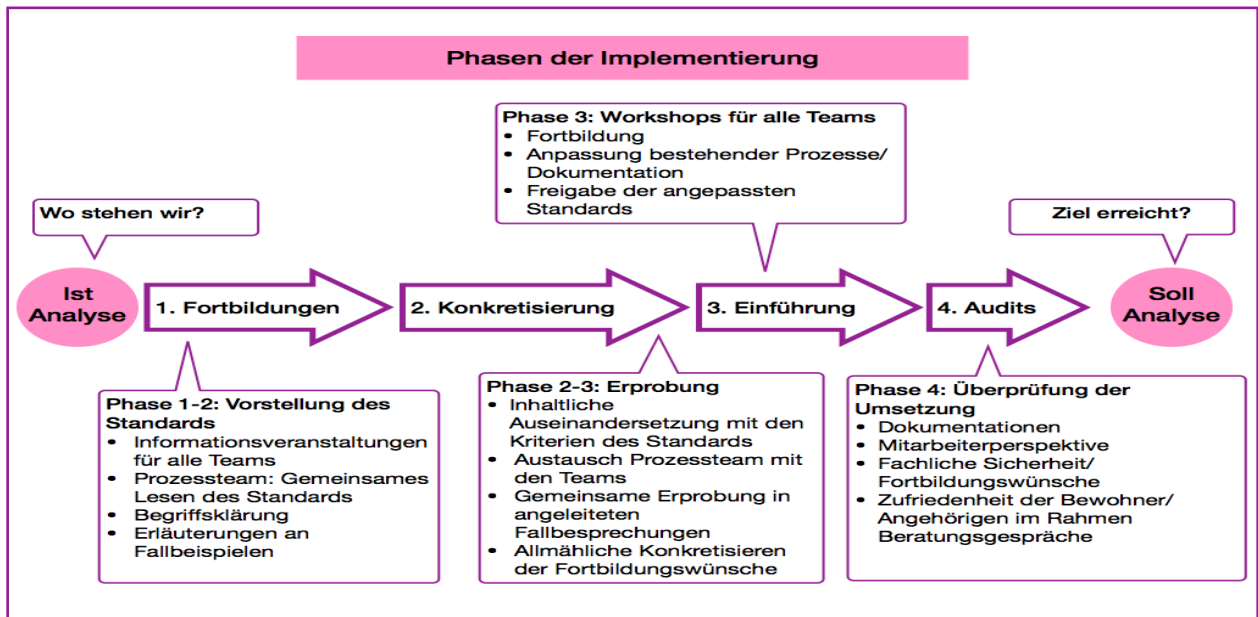 Phasen der Implementierung
Phase 3: Workshops für alle Teams
• Fortbildung
• Anpassung bestehender Prozesse/
Dokumentation
• Freigabe der angepassten
Standards
Wo stehen wir?
Ziel erreicht?
Ist
Analyse
1. Fortbildungen
2. Konkretisierung
3. Einführung
4. Audits
Soll
Analyse
Phase 1-2: Vorstellung des
Standards
• Informationsveranstaltungen
für alle Teams
• Prozessteam: Gemeinsames
Lesen des Standards
• Begriffsklärung
• Erläuterungen an
Fallbeispielen
Phase 2-3: Erprobung
• Inhaltliche
Auseinandersetzung mit den
Kriterien des Standards
• Austausch Prozessteam mit
den Teams
• Gemeinsame Erprobung in
angeleiteten
Fallbesprechungen
• Allmähliche Konkretisieren
der Fortbildungswünsche
Phase 4: Überprüfung der
Umsetzung
• Dokumentationen
• Mitarbeiterperspektive
• Fachliche Sicherheit/
Fortbildungswünsche
• Zufriedenheit der Bewohner/
Angehörigen im Rahmen
Beratungsgespräche